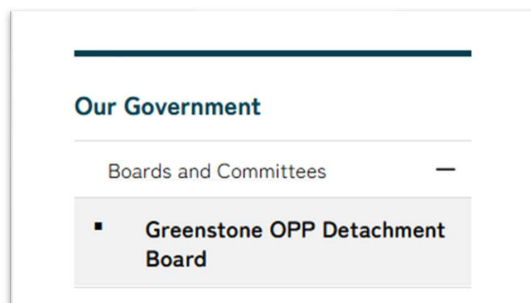 Our Government
Boards and Committees
Greenstone OPP Detachment
Board